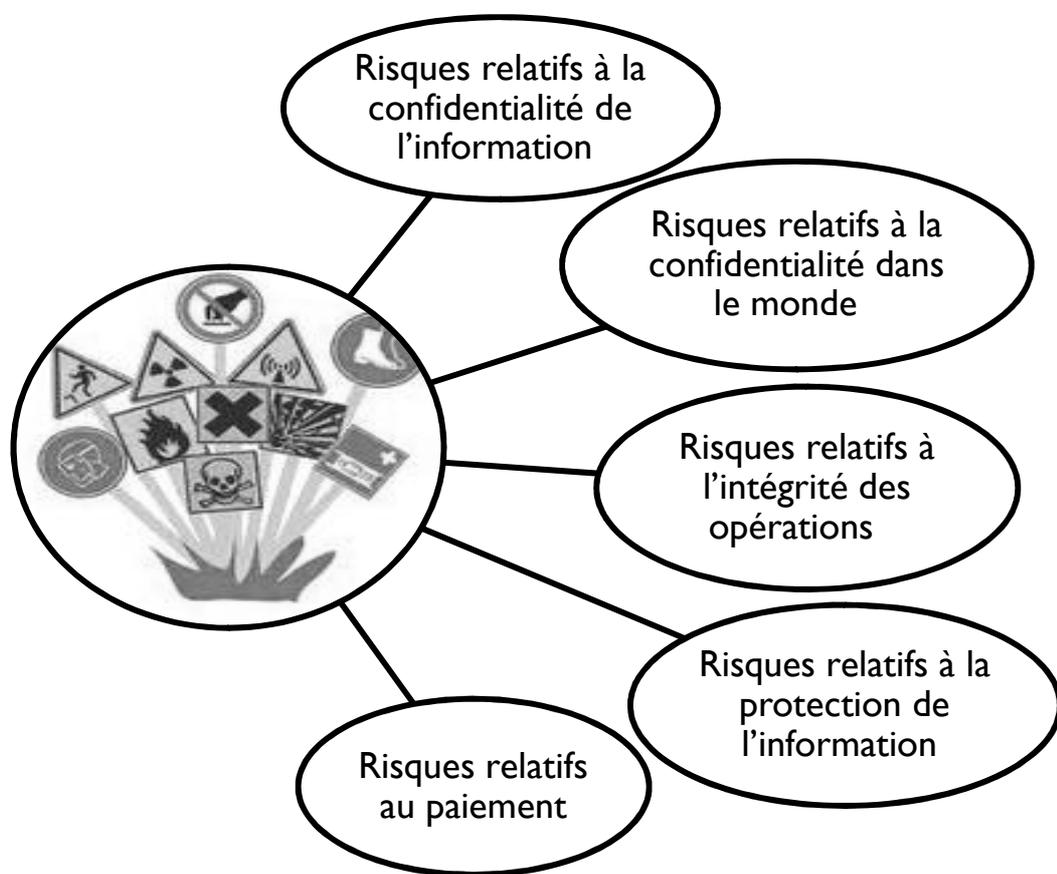 Risques relatifs à la
confidentialité de
l’information
Risques relatifs à la
confidentialité dans
le monde
Risques relatifs à
l’intégrité des
opérations
Risques relatifs à la
protection de
l’information
Risques relatifs
au paiement